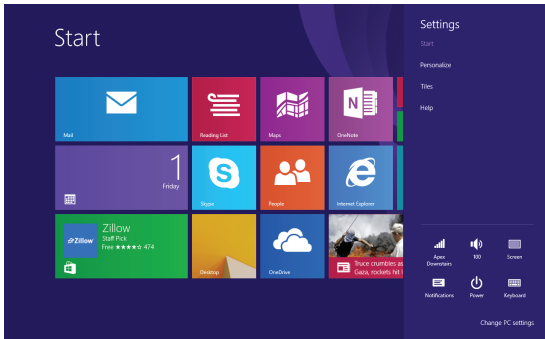 Start
Mail
Reading List
Maps
OneNote
1
Friday
Skype
People
Internet Explorer
Zillow
Zillow
Staff Pick
Free ★★★★☆ 474
Desktop
OneDrive
Truce crumbles as
Gaza, rockets hit
Settings
Start
Personalize
Tiles
Help
Apex
Downstairs
100
Screen
Notifications
Power
Keyboard
Change PC settings